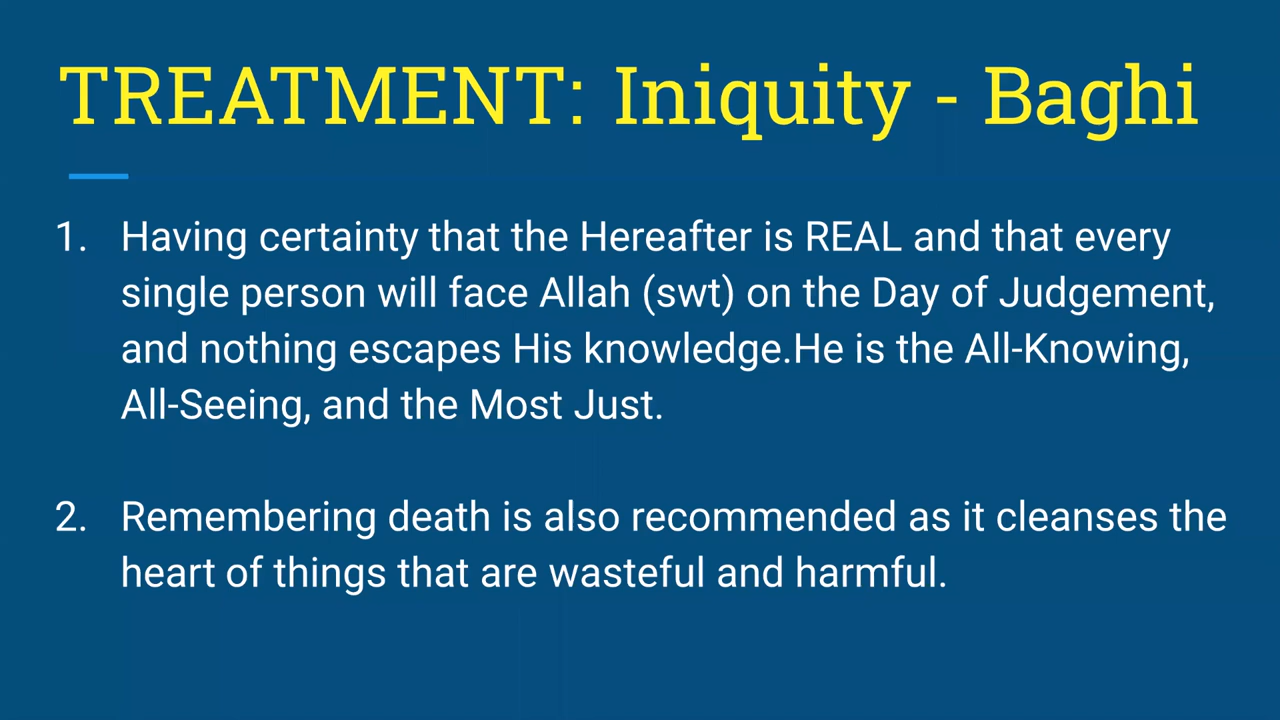 TREATMENT: Iniquity - Baghi
1. Having certainty that the Hereafter is REAL and that every
single person will face Allah (swt) on the Day of Judgement,
and nothing escapes His knowledge.He is the All-Knowing,
All-Seeing, and the Most Just.
2. Remembering death is also recommended as it cleanses the
heart of things that are wasteful and harmful.